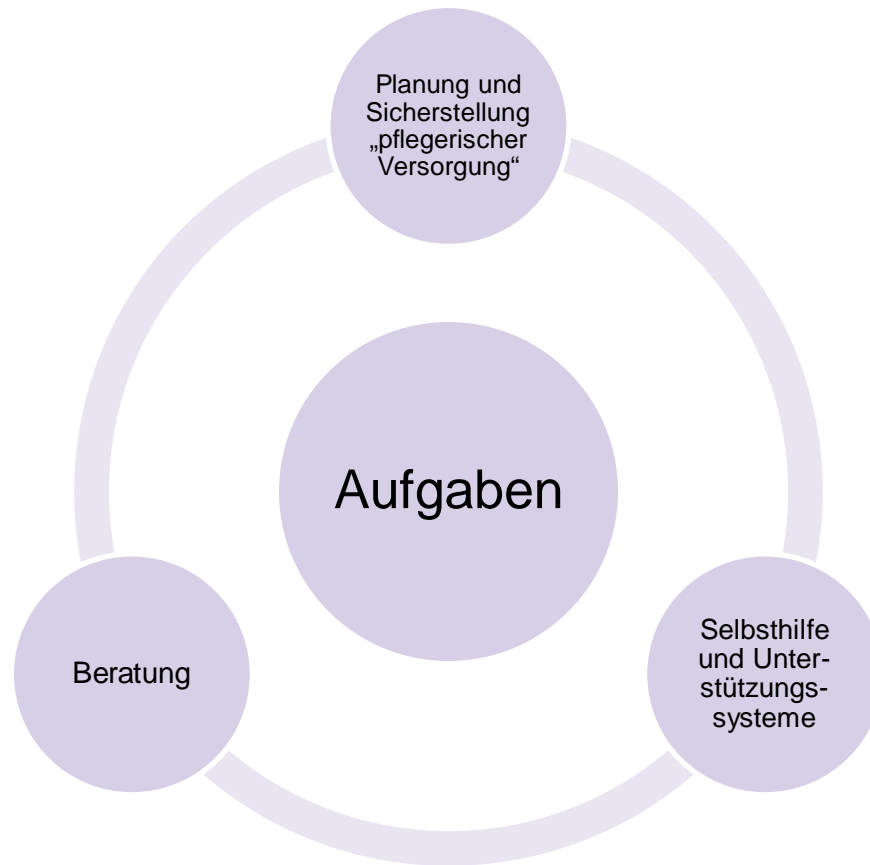 Planung und
Sicherstellung
„pflegerischer
Versorgung“
Aufgaben
Beratung
Selbsthilfe
und Unter-
stützungs-
systeme